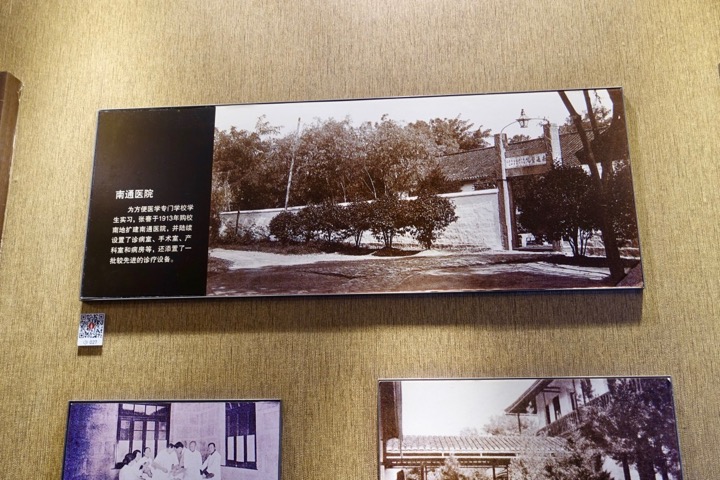 南通医院
为方便医学专门学校学
生实习，张謇于1913年购校
南地扩建南通医院，并陆续
设置了诊病室、手术室、产
科室和病房等，还添置了一
批较先进的诊疗设备。